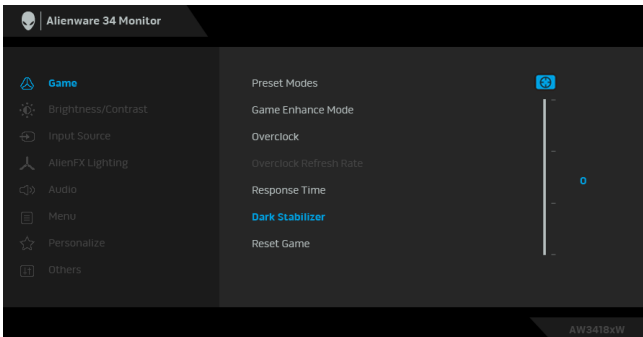 Alienware 34 Monitor
Game
Brightness/Contrast
Input Source
AlienFX Lighting
Audio
Menu
Personalize
Others
Preset Modes
Game Enhance Mode
Overclock
Overclock Refresh Rate
Response Time
Dark Stabilizer
Reset Game
0
AW3418xW